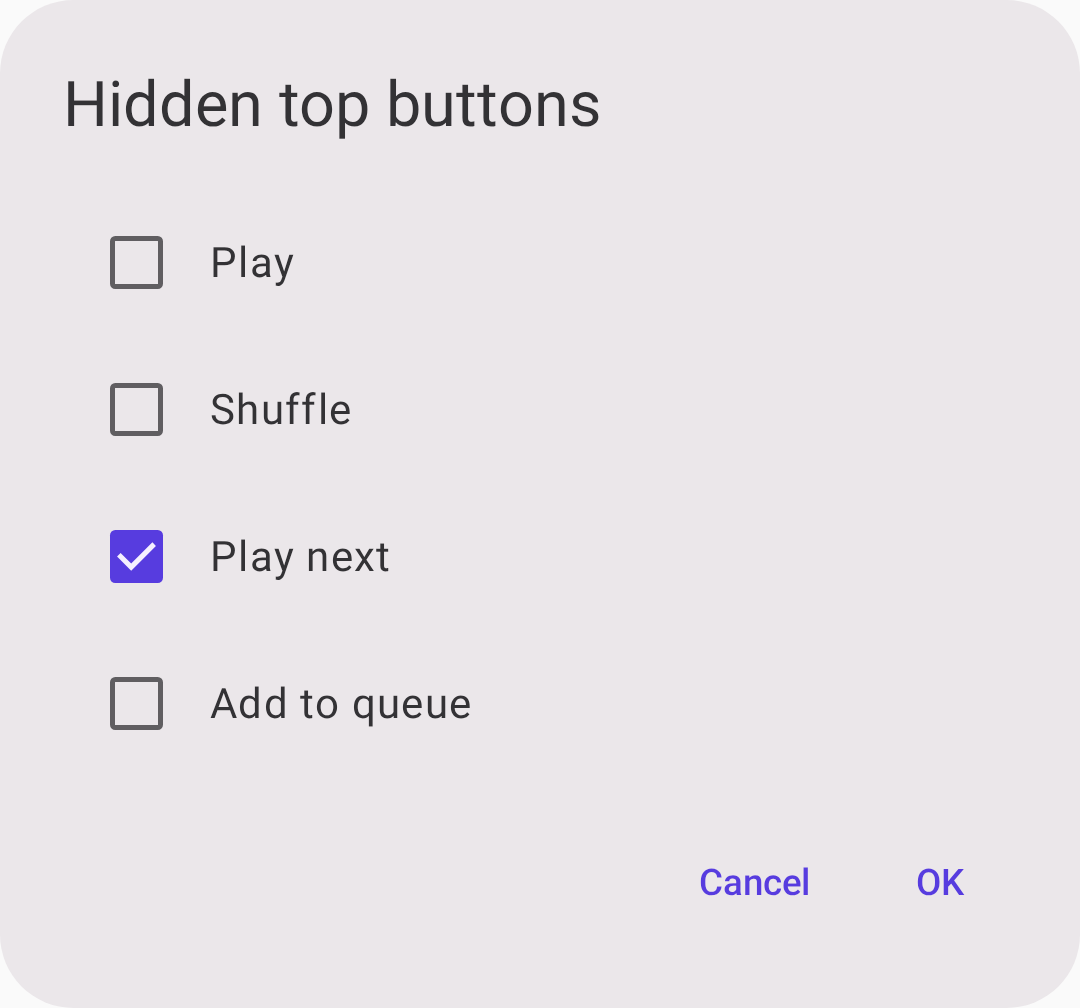 Hidden top buttons
Play
Shuffle
Play next
Add to queue
Cancel OK